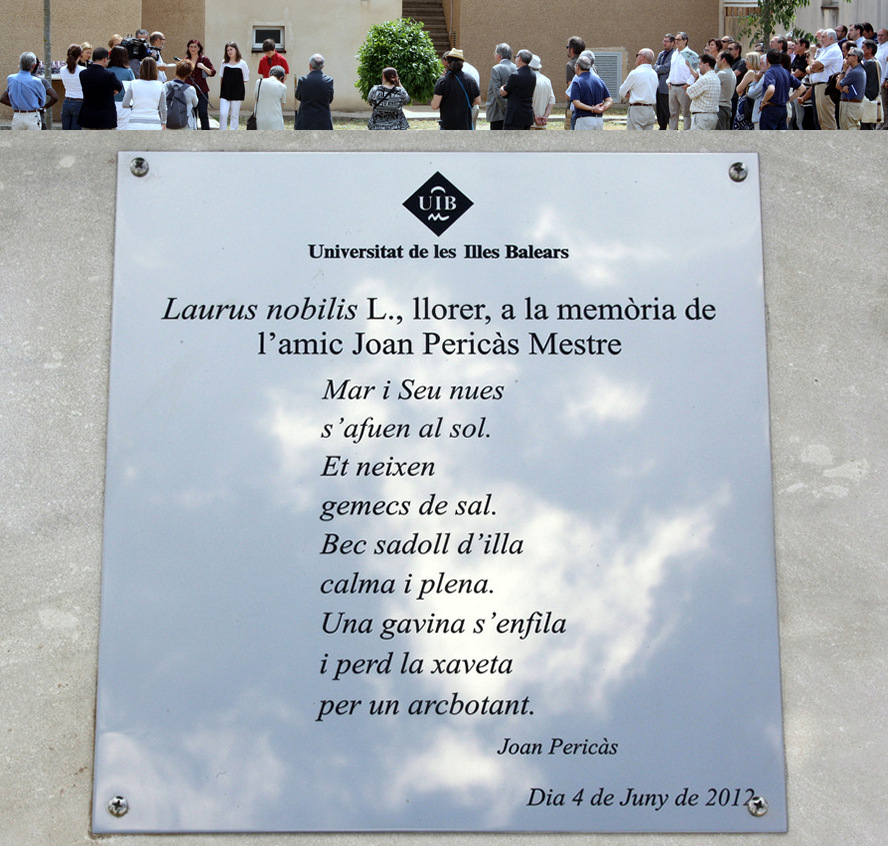 UIB
Universitat de les Illes Balears
Laurus nobilis L., llorer, a la memòria de
l’amic Joan Pericàs Mestre
Mar i Seu nues
s’afuen al sol.
Et neixen
gemecs de sal.
Bec sadoll d’illa
calma i plena.
Una gavina s’enfila
i perd la xaveta
per un arcbotant.
Joan Pericàs
Dia 4 de Juny de 2012